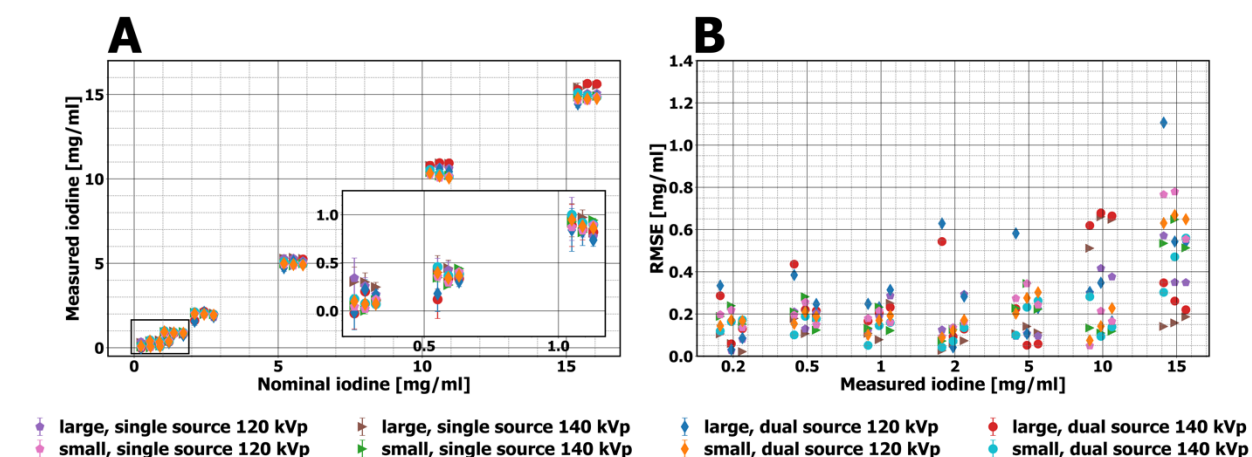 A
B
Measured iodine [mg/ml]
15
10
5
0
1.0
0.5
0.0
0.5
1.0
0
5
10
15
Nominal iodine [mg/ml]
RMSE [mg/ml]
1.4
1.2
1.0
0.8
0.6
0.4
0.2
0.0
0.2
0.5
1
2
5
10
15
Measured iodine [mg/ml]
large, single source 120 kVp
large, single source 140 kVp
large, dual source 120 kVp
large, dual source 140 kVp
small, single source 120 kVp
small, single source 140 kVp
small, dual source 120 kVp
small, dual source 140 kVp